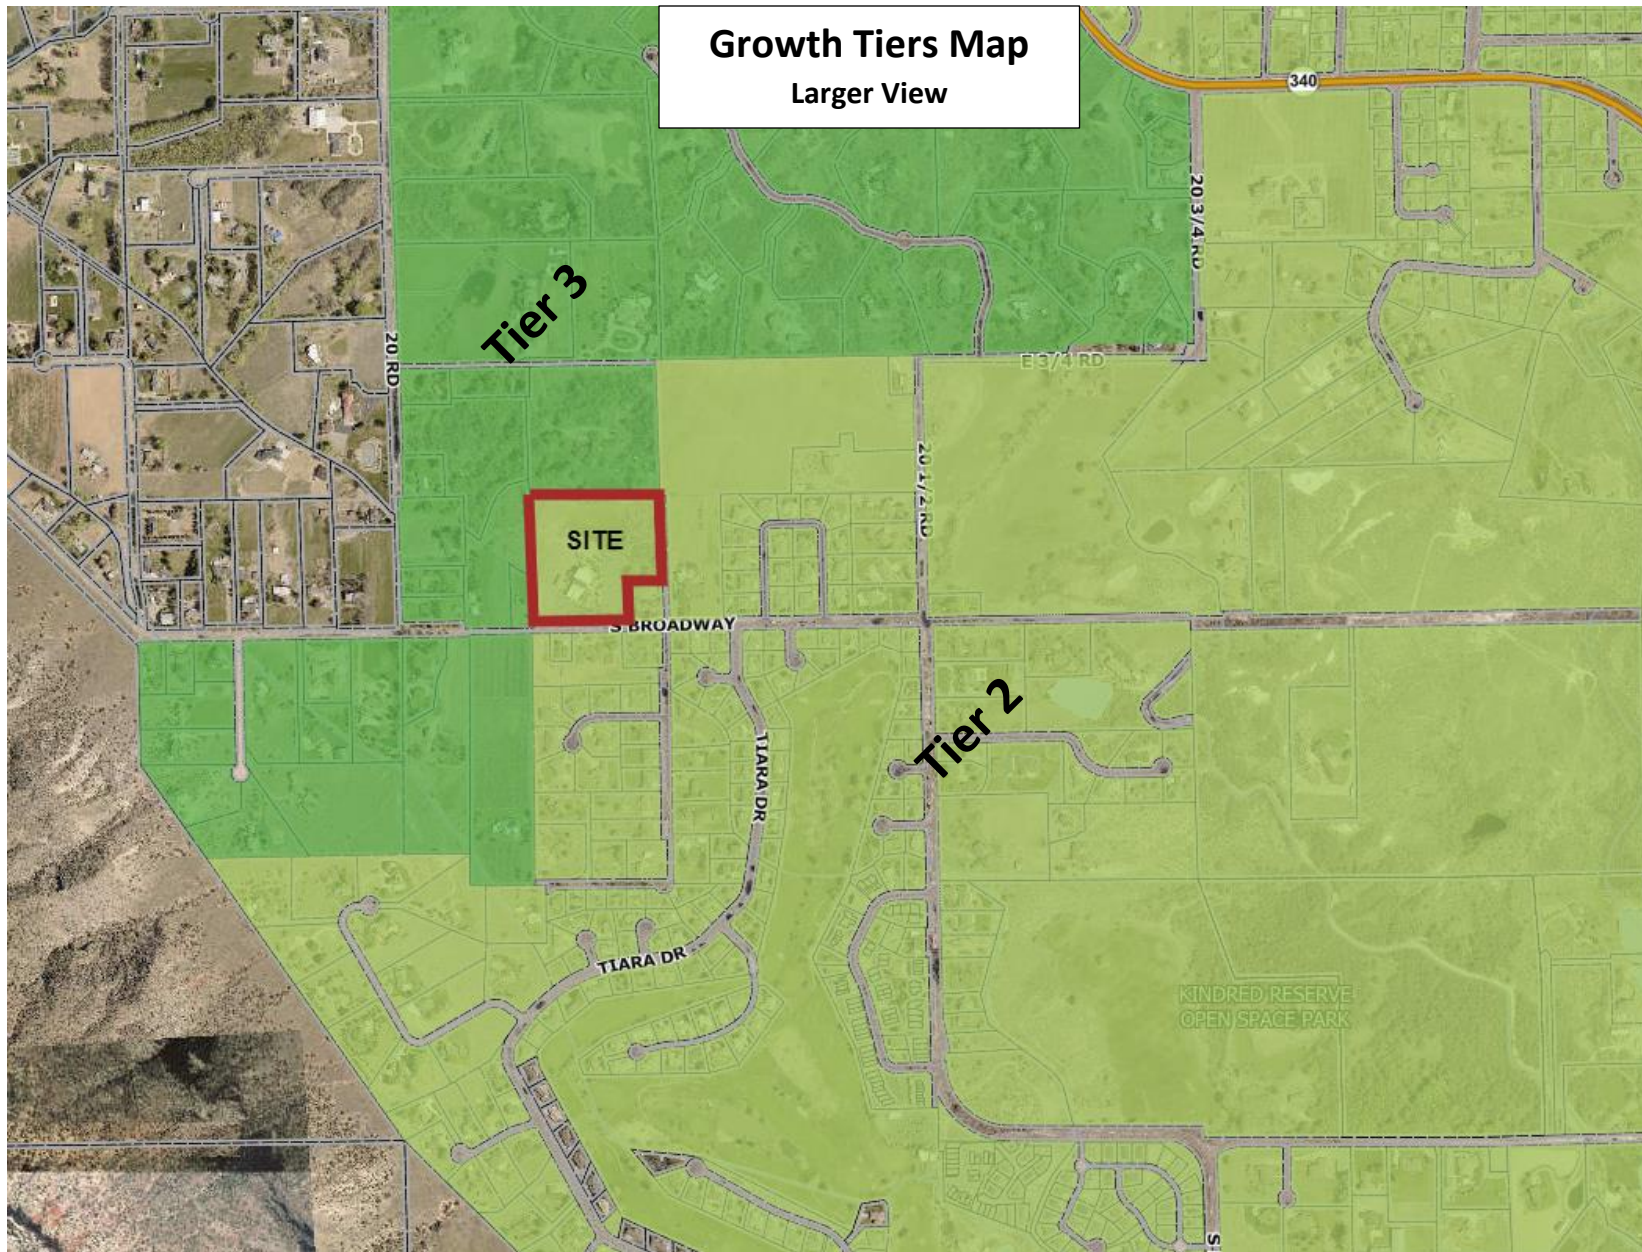 Growth Tiers Map
Larger View
340
20 3/4 RD
Tier 3
20 RD
E 3/4 RD
20 1/2 RD
SITE
S BROADWAY
Tier 2
TIARA DR
TIARA DR
KINDRED RESERVE
OPEN SPACE PARK
S